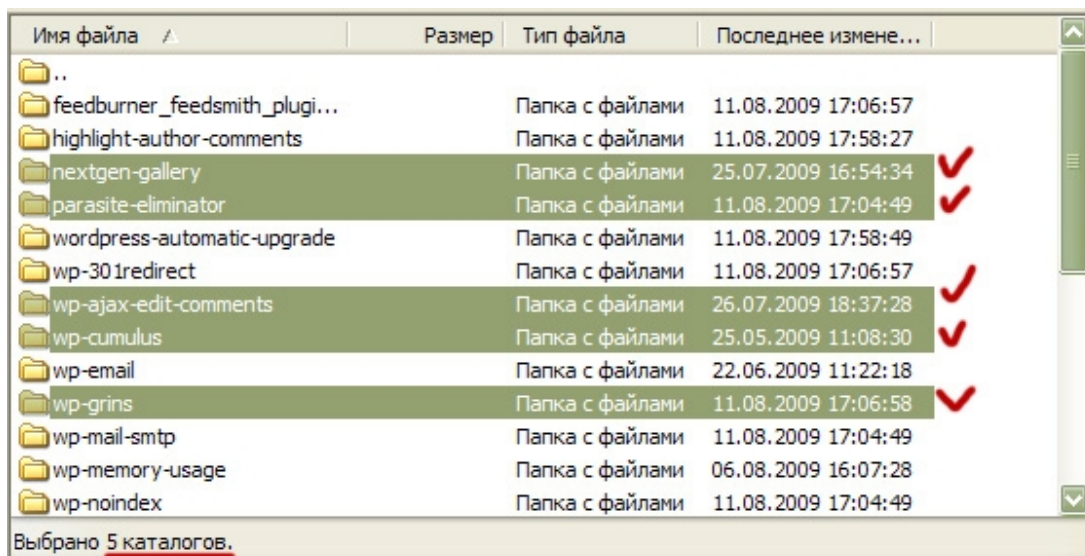 Имя файла Размер Тип файла Последнее измене...
..
feedburner_feedsmith_plugi... Папка с файлами 11.08.2009 17:06:57
highlight-author-comments Папка с файлами 11.08.2009 17:58:27
nextgen-gallery Папка с файлами 25.07.2009 16:54:34
parasite-eliminator Папка с файлами 11.08.2009 17:04:49
wordpress-automatic-upgrade Папка с файлами 11.08.2009 17:58:49
wp-301redirect Папка с файлами 11.08.2009 17:06:57
wp-ajax-edit-comments Папка с файлами 26.07.2009 18:37:28
wp-cumulus Папка с файлами 25.05.2009 11:08:30
wp-email Папка с файлами 22.06.2009 11:22:18
wp-grins Папка с файлами 11.08.2009 17:06:58
wp-mail-smtp Папка с файлами 11.08.2009 17:04:49
wp-memory-usage Папка с файлами 06.08.2009 16:07:28
wp-noindex Папка с файлами 11.08.2009 17:04:49
Выбрано 5 каталогов.